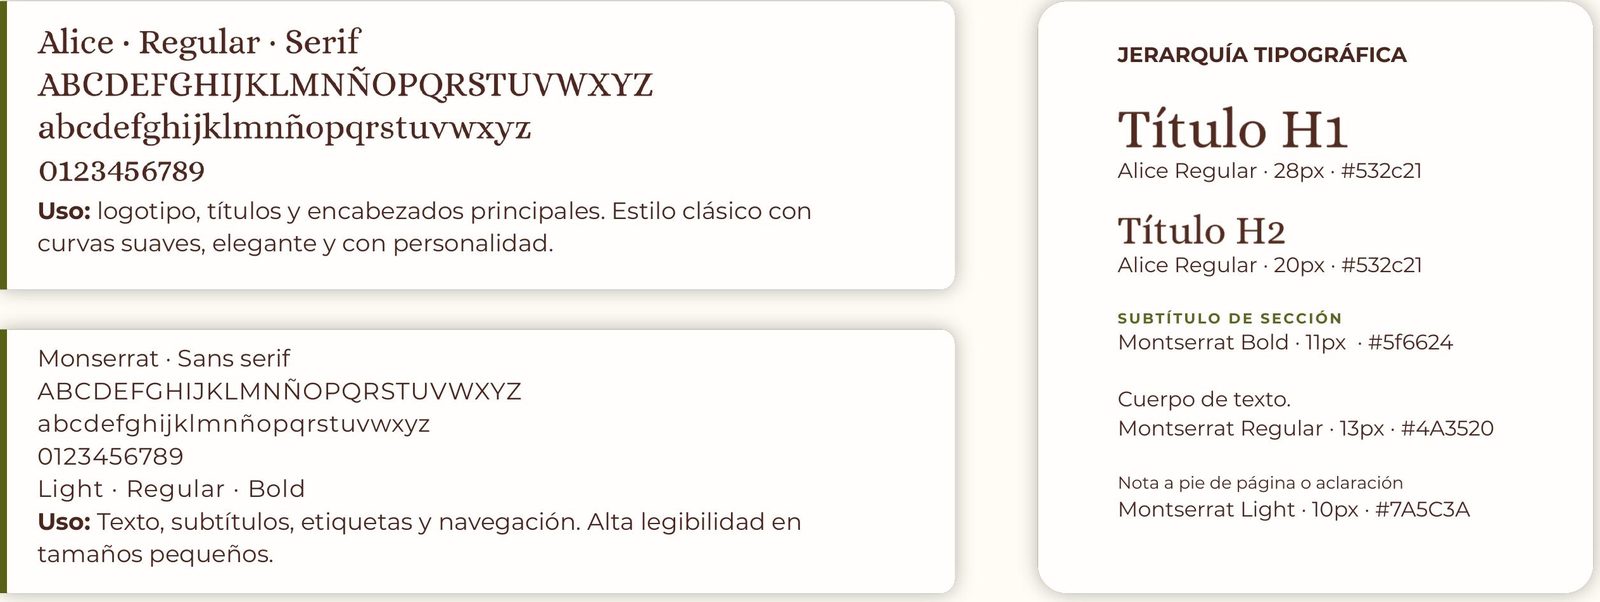 Alice · Regular · Serif
ABCDEFGHIJKLMNÑOPQRSTUVWXYZ
abcdefghijklmnñopqrstuvwxyz
0123456789
Uso: logotipo, títulos y encabezados principales. Estilo clásico con
curvas suaves, elegante y con personalidad.
Monserrat · Sans serif
ABCDEFGHIJKLMNÑOPQRSTUVWXYZ
abcdefghijklmnñopqrstuvwxyz
0123456789
Light · Regular · Bold
Uso: Texto, subtítulos, etiquetas y navegación. Alta legibilidad en
tamaños pequeños.
JERARQUÍA TIPOGRÁFICA
Título H1
Alice Regular · 28px · #532c21
Título H2
Alice Regular · 20px · #532c21
SUBTÍTULO DE SECCIÓN
Montserrat Bold · 11px · #5f6624
Cuerpo de texto.
Montserrat Regular · 13px · #4A3520
Nota a pie de página o aclaración
Montserrat Light · 10px · #7A5C3A